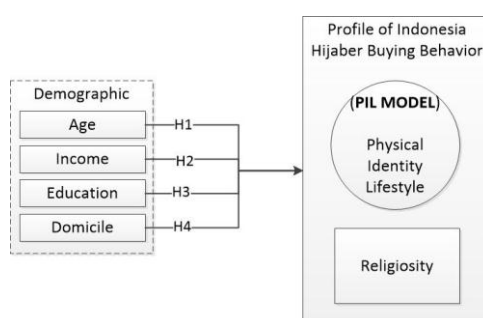 Demographic
Age
H1
Income
H2
Education
H3
Domicile
H4
Profile of Indonesia
Hijaber Buying Behavior
(PIL MODEL)
Physical
Identity
Lifestyle
Religiosity